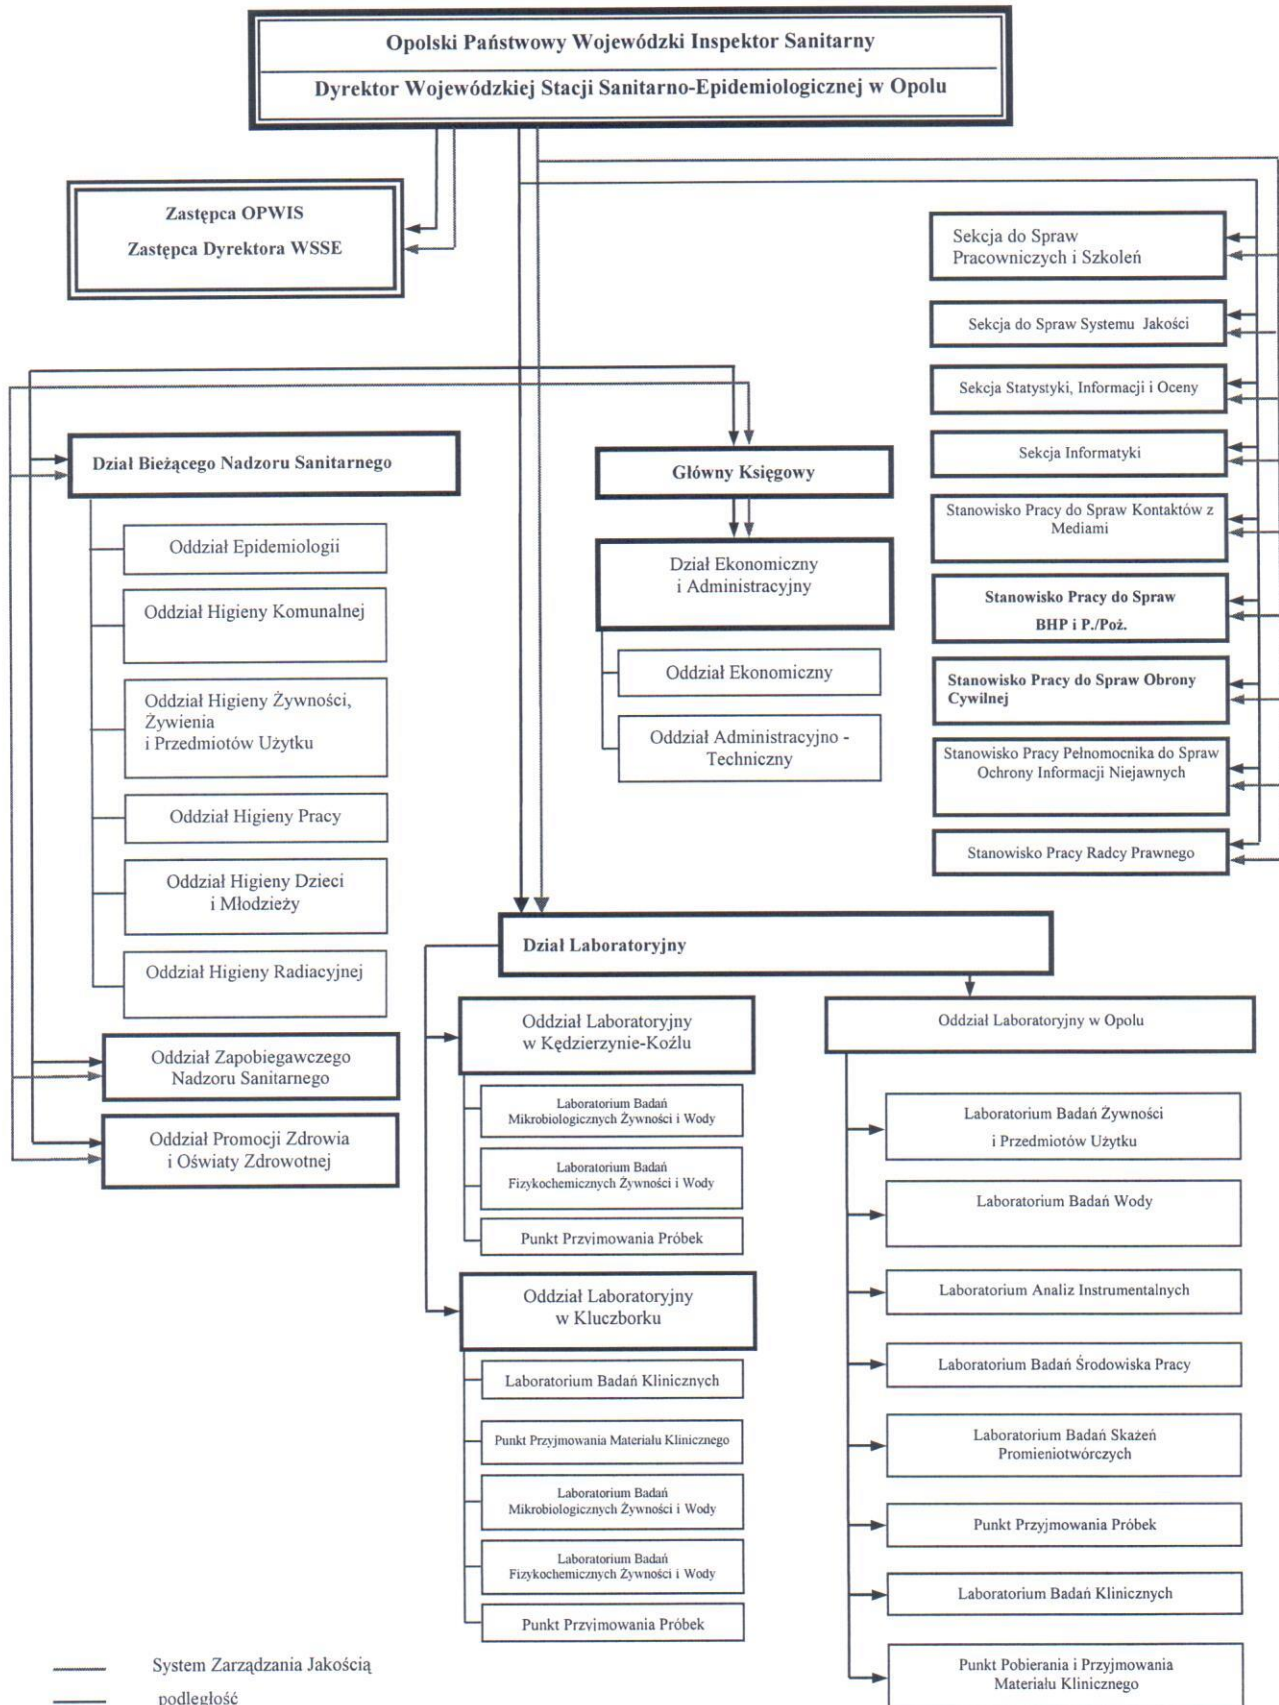 Opolski Państwowy Wojewódzki Inspektor Sanitarny
Dyrektor Wojewódzkiej Stacji Sanitarno-Epidemiologicznej w Opolu
Zastępca OPWIS
Zastępca Dyrektora WSSE
Sekcja do Spraw
Pracowniczych i Szkoleń
Sekcja do Spraw Systemu Jakości
Sekcja Statystyki, Informacji i Oceny
Sekcja Informatyki
Stanowisko Pracy do Spraw Kontaktów z
Mediami
Stanowisko Pracy do Spraw
BHP i P./Poż.
Stanowisko Pracy do Spraw Obrony
Cywilnej
Stanowisko Pracy Pełnomocnika do Spraw
Ochrony Informacji Niejawnych
Stanowisko Pracy Radcy Prawnego
Dział Bieżącego Nadzoru Sanitarnego
Oddział Epidemiologii
Oddział Higieny Komunalnej
Oddział Higieny Żywności,
Żywienia
i Przedmiotów Użytku
Oddział Higieny Pracy
Oddział Higieny Dzieci
i Młodzieży
Oddział Higieny Radiacyjnej
Oddział Zapobiegawczego
Nadzoru Sanitarnego
Oddział Promocji Zdrowia
i Oświaty Zdrowotnej
Główny Księgowy
Dział Ekonomiczny
i Administracyjny
Oddział Ekonomiczny
Oddział Administracyjno -
Techniczny
Dział Laboratoryjny
Oddział Laboratoryjny
w Kędzierzynie-Koźlu
Laboratorium Badań
Mikrobiologicznych Żywności i Wody
Laboratorium Badań
Fizykochemicznych Żywności i Wody
Punkt Przyjmowania Próbek
Oddział Laboratoryjny
w Kluczborku
Laboratorium Badań Klinicznych
Punkt Przyjmowania Materiału Klinicznego
Laboratorium Badań
Mikrobiologicznych Żywności i Wody
Laboratorium Badań
Fizykochemicznych Żywności i Wody
Punkt Przyjmowania Próbek
Oddział Laboratoryjny w Opolu
Laboratorium Badań Żywności
i Przedmiotów Użytku
Laboratorium Badań Wody
Laboratorium Analiz Instrumentalnych
Laboratorium Badań Środowiska Pracy
Laboratorium Badań Skażeń
Promieniotwórczych
Punkt Przyjmowania Próbek
Laboratorium Badań Klinicznych
Punkt Pobierania i Przyjmowania
Materiału Klinicznego
System Zarządzania Jakością
podległość